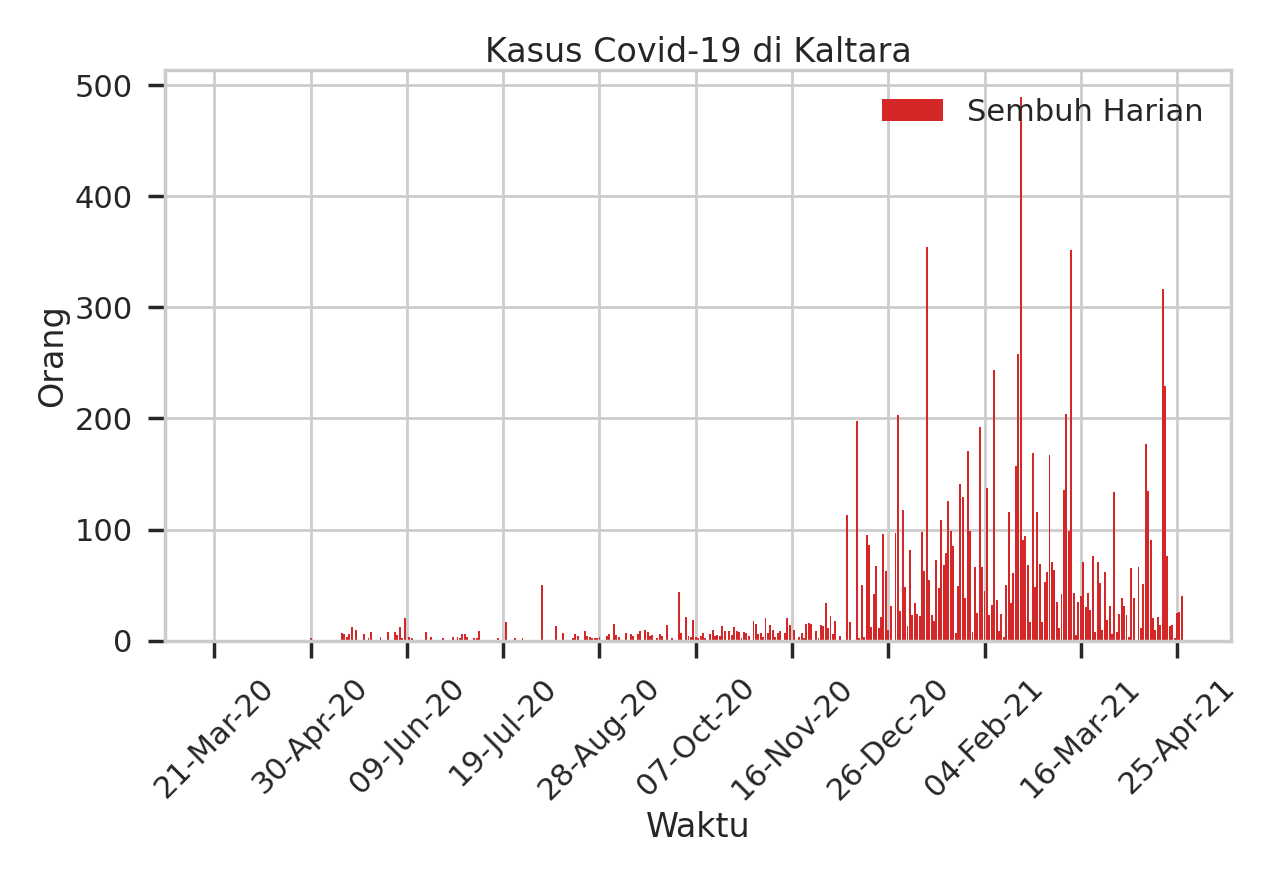 Kasus Covid-19 di Kaltara
Sembuh Harian
Orang
500
400
300
200
100
0
21-Mar-20
30-Apr-20
09-Jun-20
19-Jul-20
28-Aug-20
07-Oct-20
16-Nov-20
26-Dec-20
04-Feb-21
16-Mar-21
25-Apr-21
Waktu